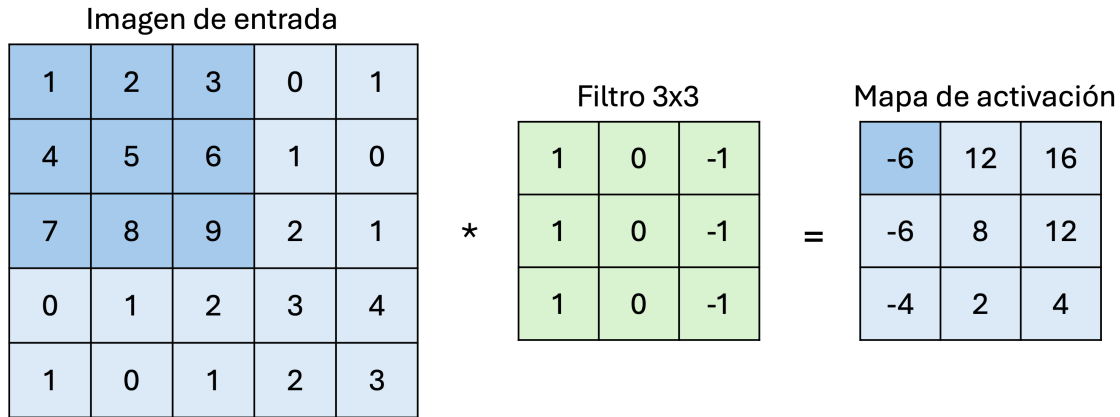 Imagen de entrada
1 2 3 0 1
4 5 6 1 0
7 8 9 2 1
0 1 2 3 4
1 0 1 2 3
*
Filtro 3x3
1 0 -1
1 0 -1
1 0 -1
=
Mapa de activación
-6 12 16
-6 8 12
-4 2 4